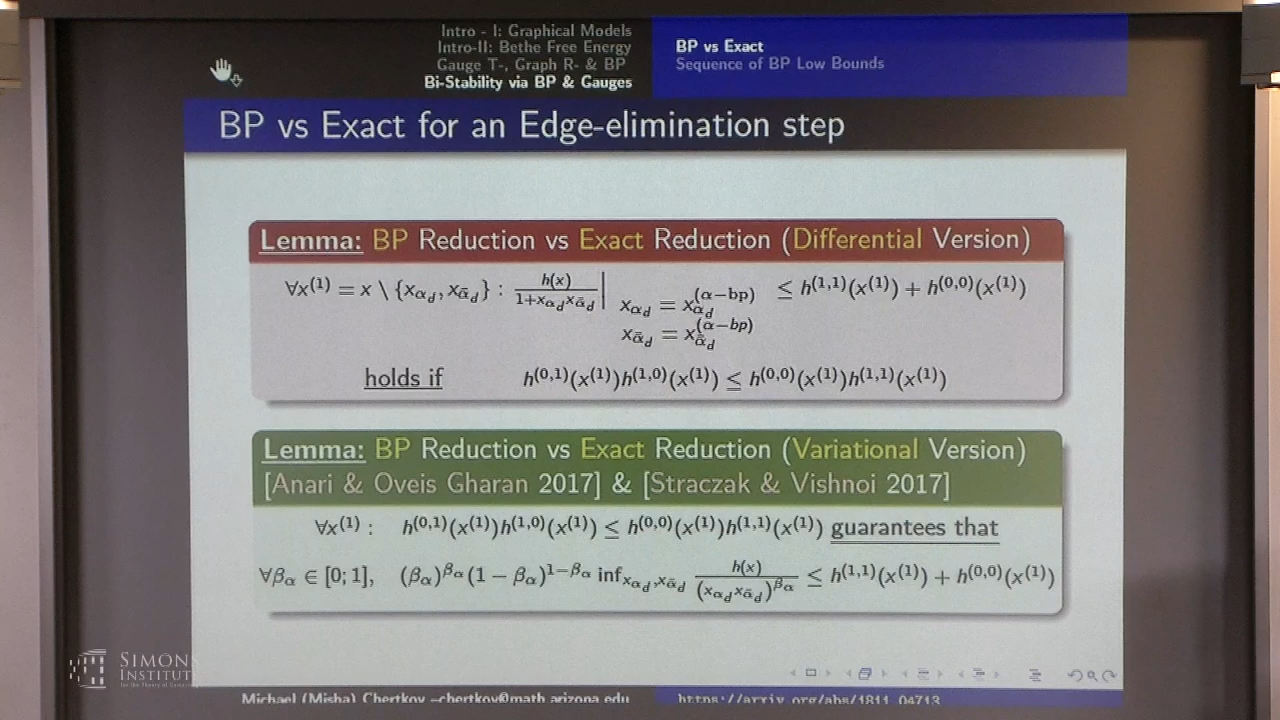 Intro - I: Graphical Models
Intro-II: Bethe Free Energy
Gauge T-, Graph R- & BP
Bi-Stability via BP & Gauges
BP vs Exact
Sequence of BP Low Bounds
BP vs Exact for an Edge-elimination step
Lemma: BP Reduction vs Exact Reduction (Differential Version)
∀x^(1) = x \ {x_{α_d}, x_{ᾱ_d}} : h(x)/(1+x_{α_d}x_{ᾱ_d}) | x_{α_d} = x_{α_d}^(α−bp) ≤ h^(1,1)(x^(1)) + h^(0,0)(x^(1))
x_{ᾱ_d} = x_{ᾱ_d}^(α−bp)
holds if h^(0,1)(x^(1))h^(1,0)(x^(1)) ≤ h^(0,0)(x^(1))h^(1,1)(x^(1))
Lemma: BP Reduction vs Exact Reduction (Variational Version)
[Anari & Oveis Gharan 2017] & [Straczak & Vishnoi 2017]
∀x^(1) : h^(0,1)(x^(1))h^(1,0)(x^(1)) ≤ h^(0,0)(x^(1))h^(1,1)(x^(1)) guarantees that
∀β_α ∈ [0; 1], (β_α)^{β_α}(1 − β_α)^{1−β_α} inf_{x_{α_d},x_{ᾱ_d}} h(x)/(x_{α_d}x_{ᾱ_d})^{β_α} ≤ h^(1,1)(x^(1)) + h^(0,0)(x^(1))
SIMONS
INSTITUTE
Michael (Misha) Chertkov –chertkov@math.arizona.edu
https://arxiv.org/abs/1811.04713